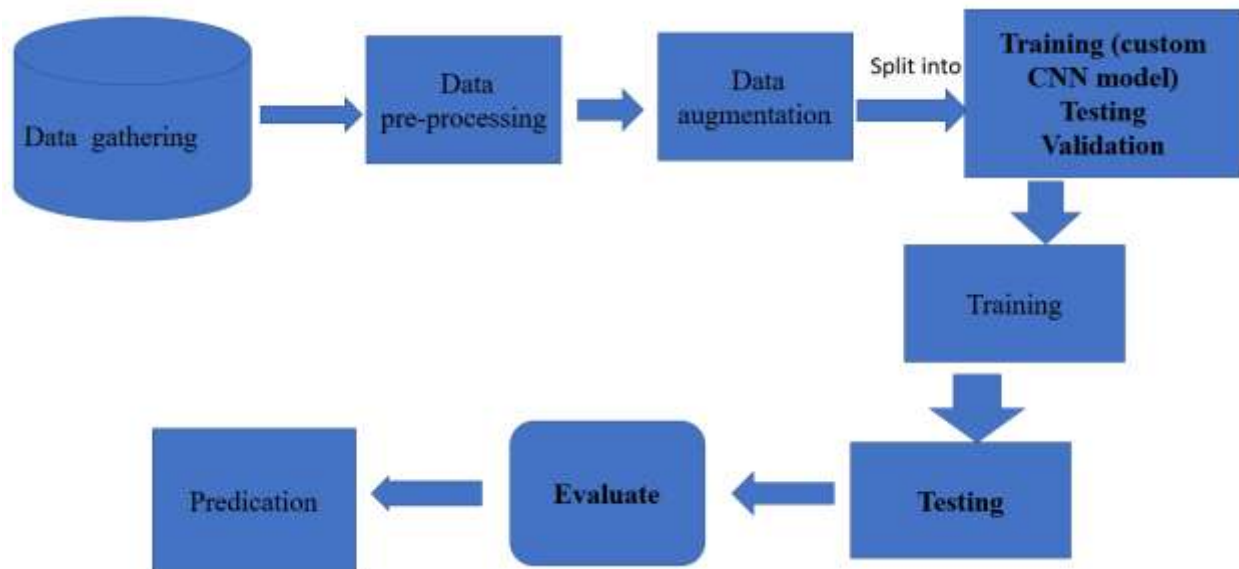 Data gathering
Data
pre-processing
Data
augmentation
Split into
Training (custom
CNN model)
Testing
Validation
Training
Testing
Evaluate
Predication